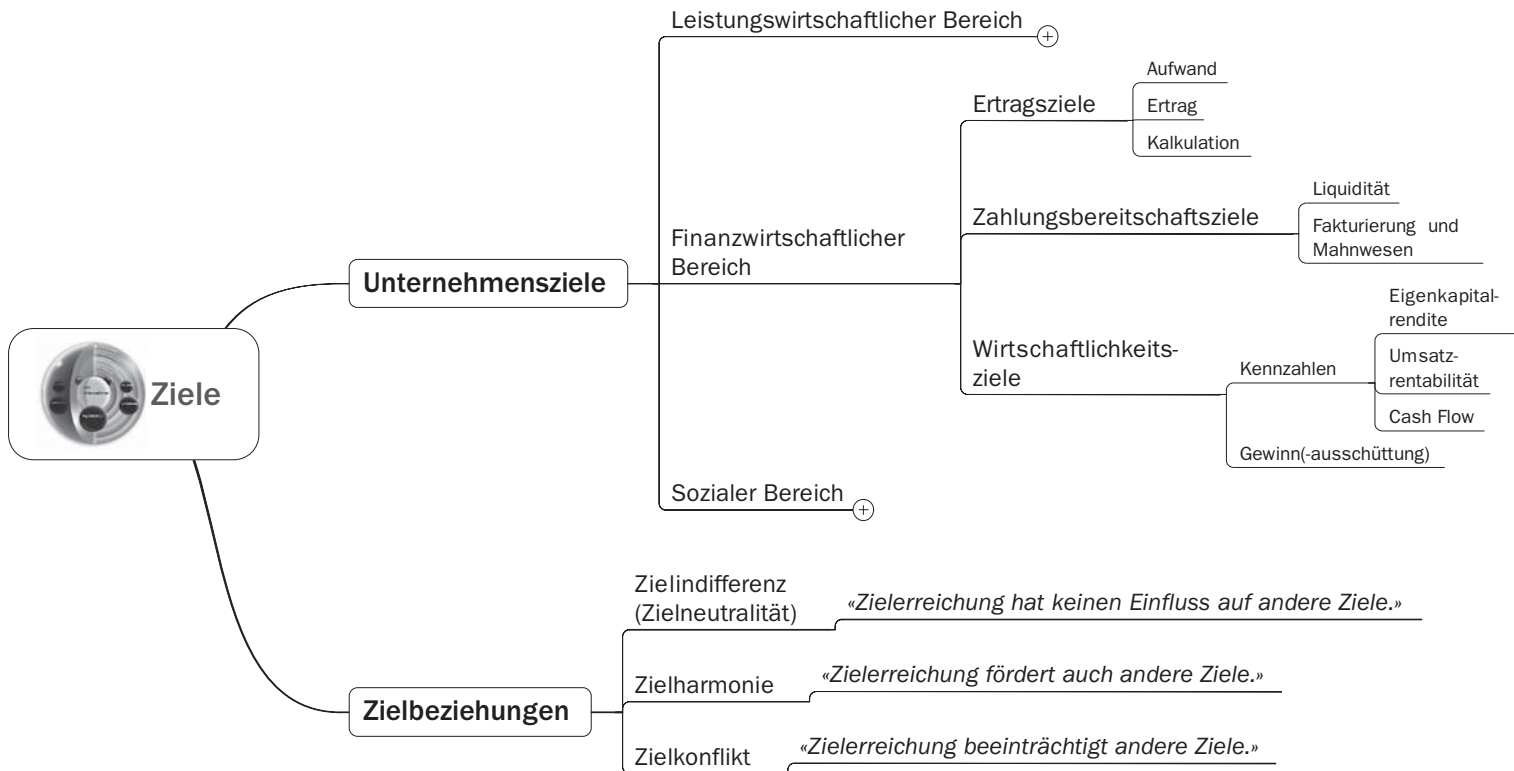 Ziele
Unternehmensziele
Leistungswirtschaftlicher Bereich
+
Finanzwirtschaftlicher
Bereich
Ertragsziele
Aufwand
Ertrag
Kalkulation
Zahlungsbereitschaftsziele
Liquidität
Fakturierung und
Mahnwesen
Wirtschaftlichkeits-
ziele
Kennzahlen
Eigenkapital-
rendite
Umsatz-
rentabilität
Cash Flow
Gewinn(-ausschüttung)
Sozialer Bereich
+
Zielbeziehungen
Zielindifferenz
(Zielneutralität)
«Zielerreichung hat keinen Einfluss auf andere Ziele.»
Zielharmonie
«Zielerreichung fördert auch andere Ziele.»
Zielkonflikt
«Zielerreichung beeinträchtigt andere Ziele.»